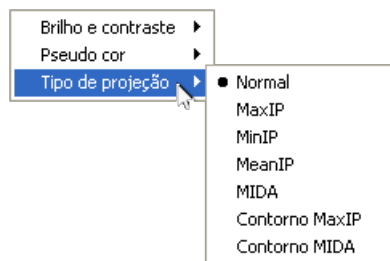 Brilho e contraste
Pseudo cor
Tipo de projeção
Normal
MaxIP
MinIP
MeanIP
MIDA
Contorno MaxIP
Contorno MIDA